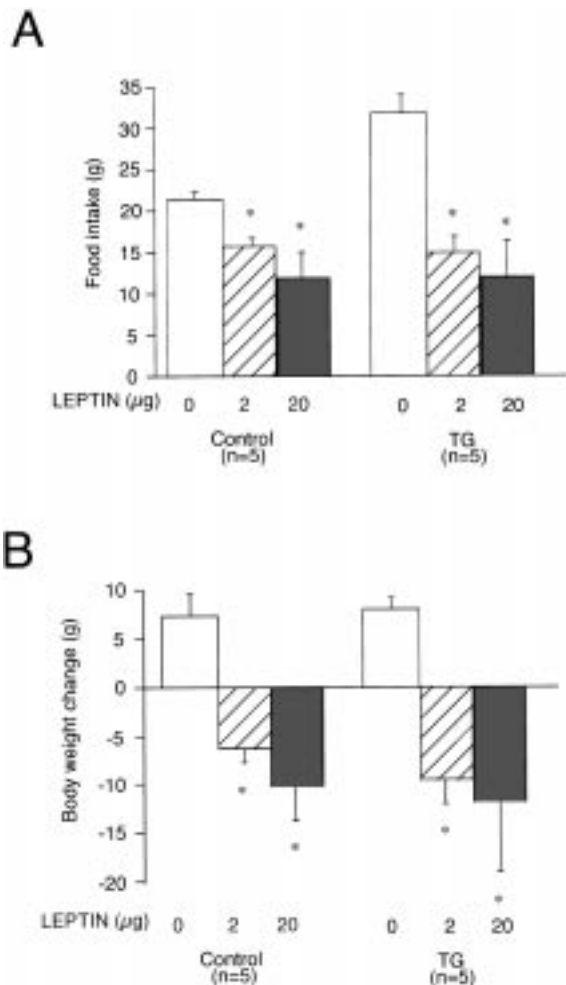 A
Food intake (g)
35
30
25
20
15
10
5
0
LEPTIN (µg) 0 2 20 0 2 20
Control TG
(n=5) (n=5)
* * * *
B
Body weight change (g)
10
5
0
-5
-10
-15
-20
* * * *
LEPTIN (µg) 0 2 20 0 2 20
Control TG
(n=5) (n=5)